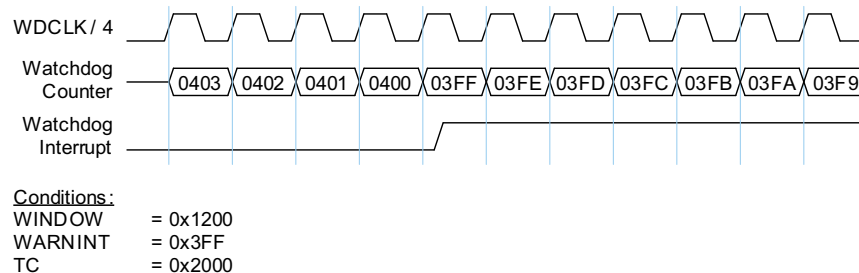 WDCLK / 4
Watchdog Counter 0403 0402 0401 0400 03FF 03FE 03FD 03FC 03FB 03FA 03F9
Watchdog Interrupt
Conditions:
WINDOW = 0x1200
WARNINT = 0x3FF
TC = 0x2000